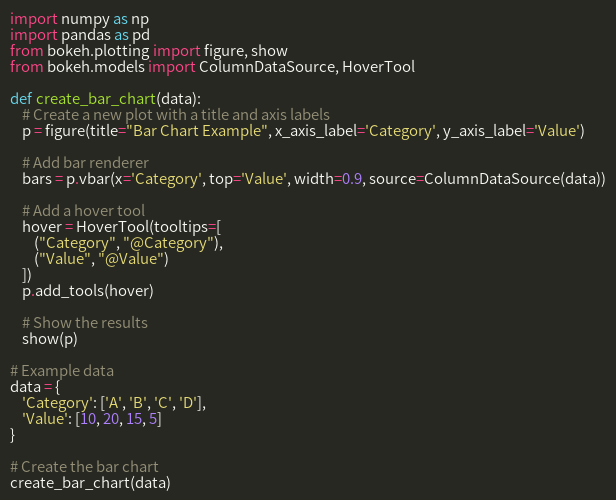 import numpy as np
import pandas as pd
from bokeh.plotting import figure, show
from bokeh.models import ColumnDataSource, HoverTool

def create_bar_chart(data):
    # Create a new plot with a title and axis labels
    p = figure(title="Bar Chart Example", x_axis_label='Category', y_axis_label='Value')

    # Add bar renderer
    bars = p.vbar(x='Category', top='Value', width=0.9, source=ColumnDataSource(data))

    # Add a hover tool
    hover = HoverTool(tooltips=[
        ("Category", "@Category"),
        ("Value", "@Value")
    ])
    p.add_tools(hover)

    # Show the results
    show(p)

# Example data
data = {
    'Category': ['A', 'B', 'C', 'D'],
    'Value': [10, 20, 15, 5]
}

# Create the bar chart
create_bar_chart(data)